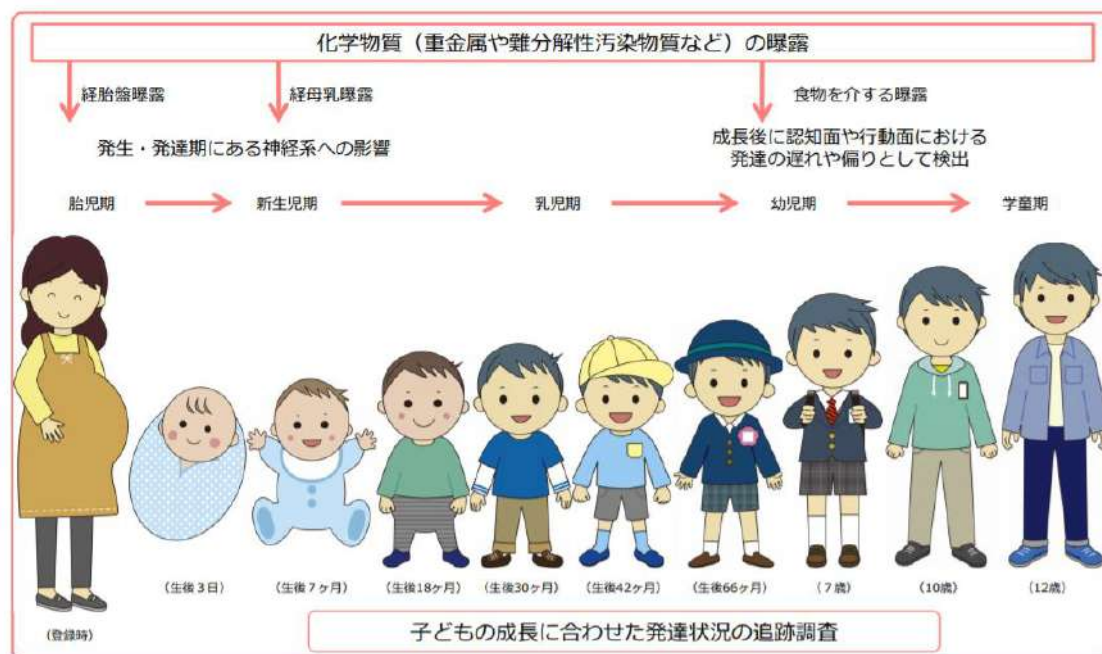 化学物質（重金属や難分解性汚染物質など）の曝露
経胎盤曝露
経母乳曝露
食物を介する曝露
発生・発達期にある神経系への影響
成長後に認知面や行動面における
発達の遅れや偏りとして検出
胎児期
新生児期
乳児期
幼児期
学童期
（登録時）
（生後３日）
（生後７ヶ月）
（生後18ヶ月）
（生後30ヶ月）
（生後42ヶ月）
（生後66ヶ月）
（７歳）
（10歳）
（12歳）
子どもの成長に合わせた発達状況の追跡調査